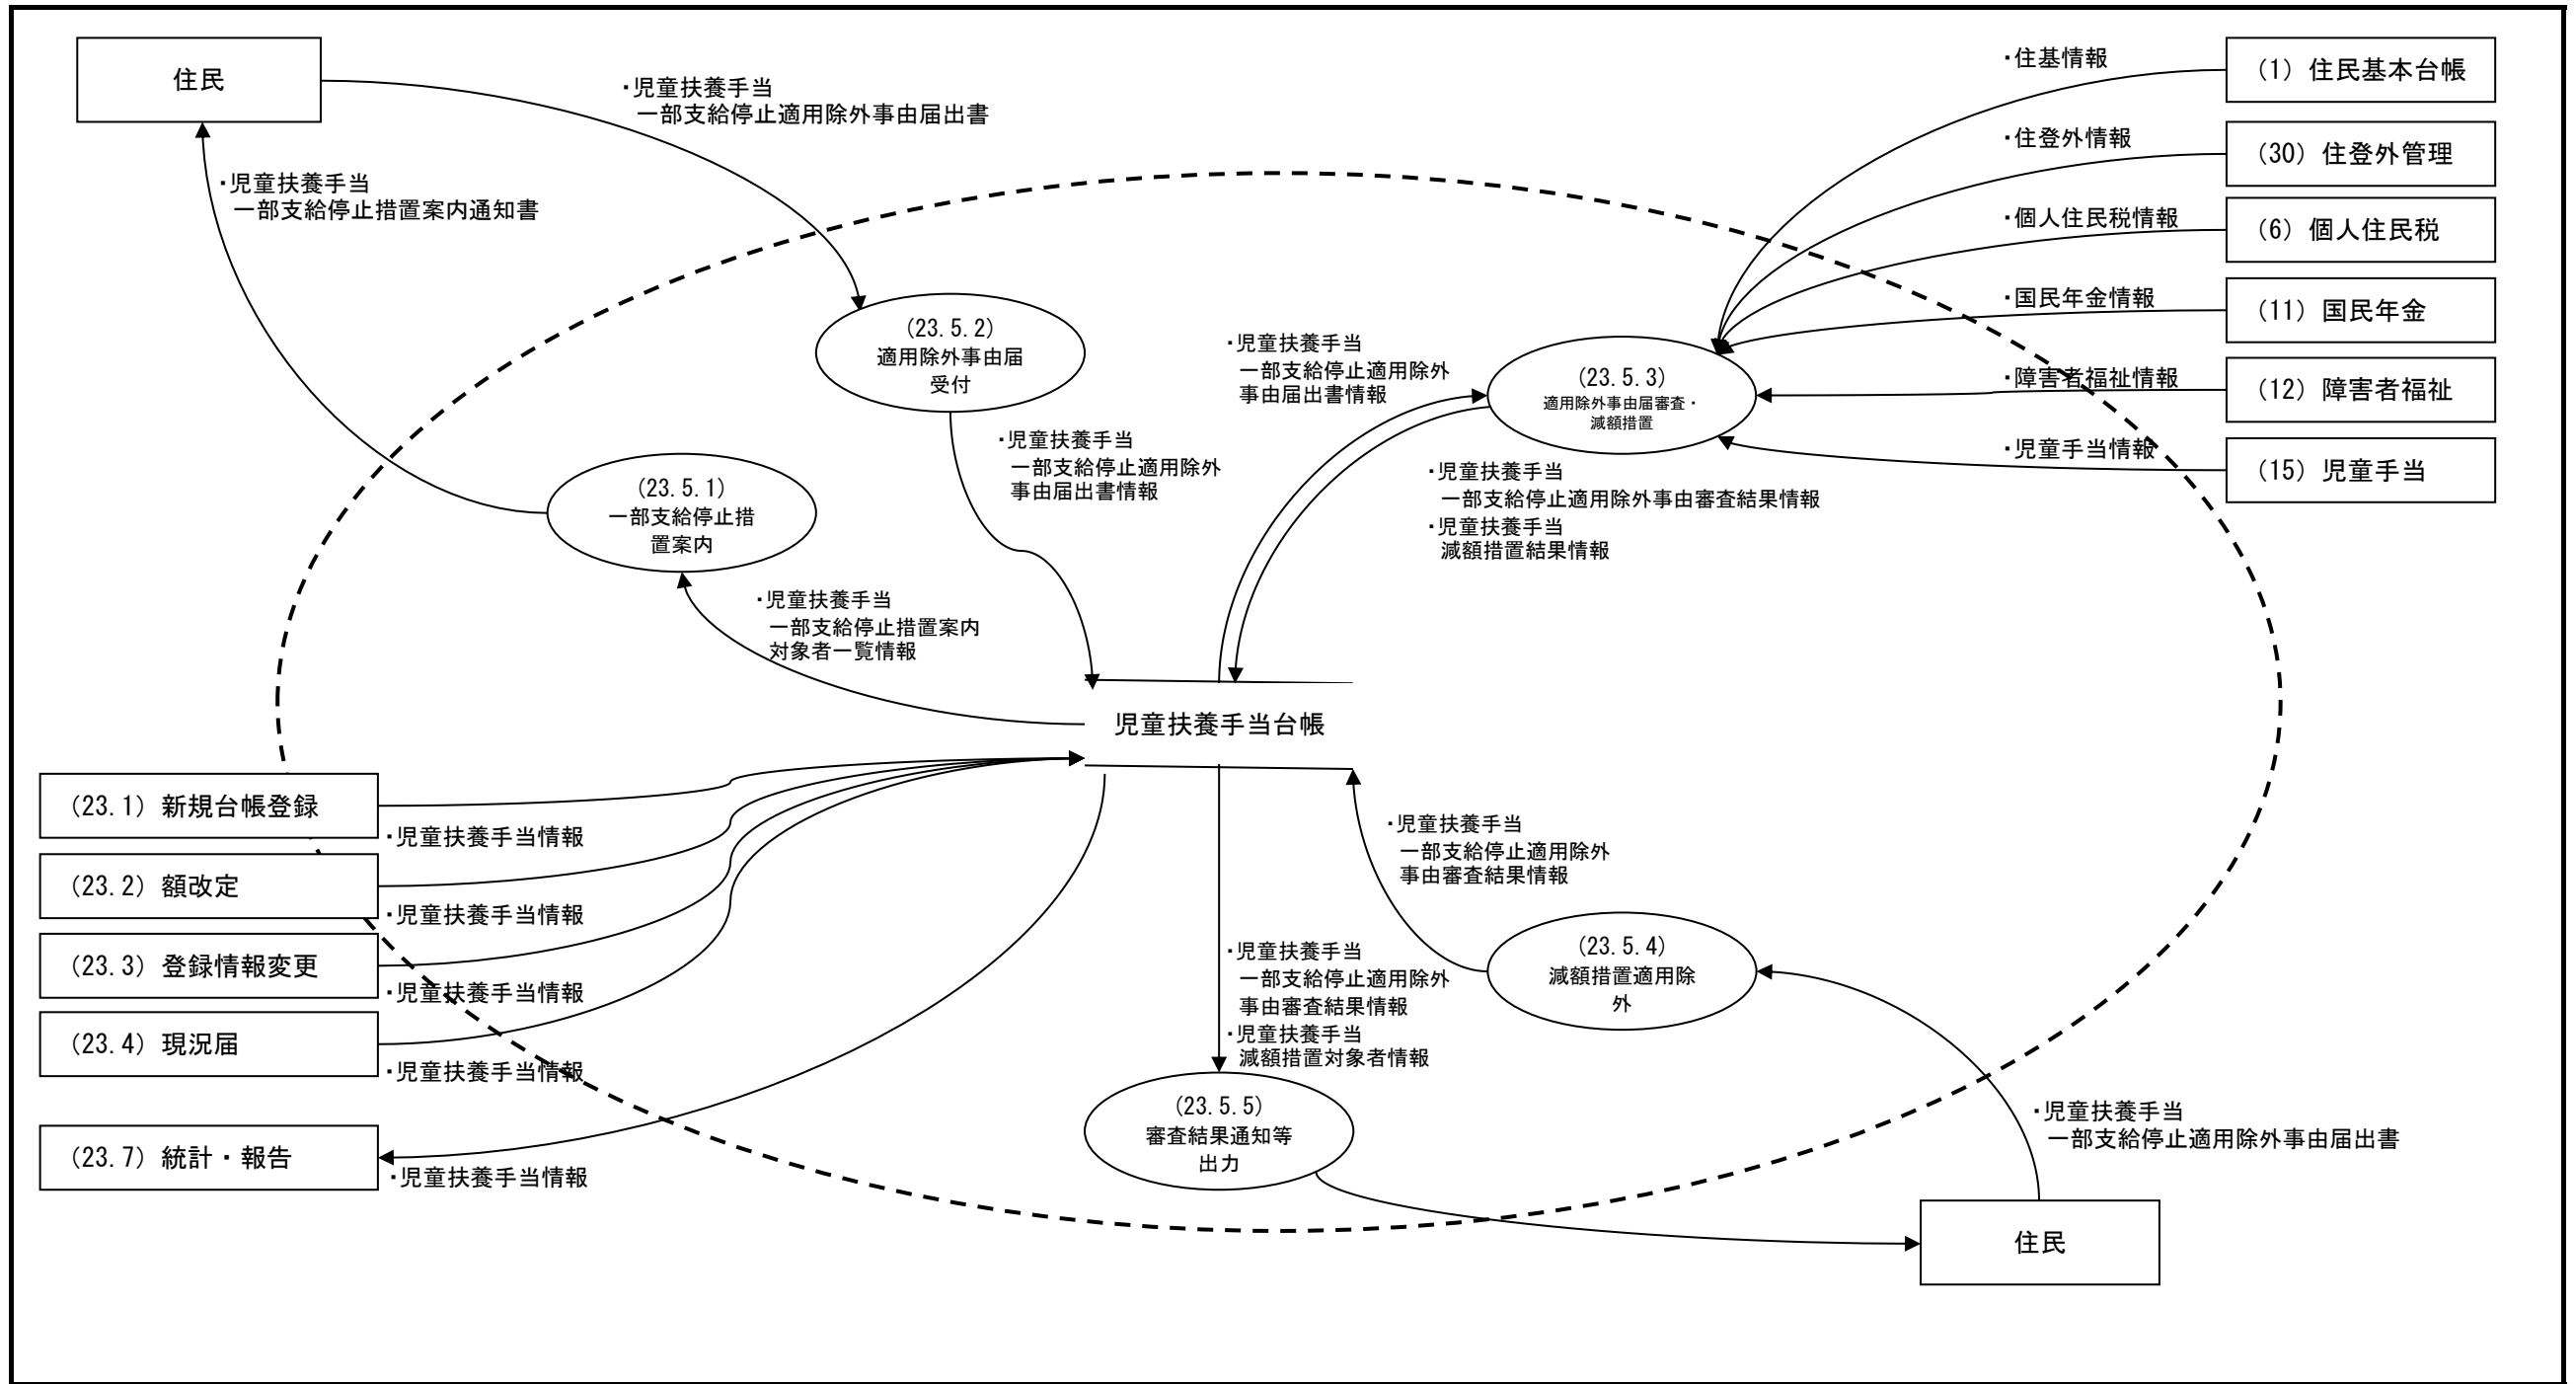 住民
・児童扶養手当
一部支給停止適用除外事由届出書
・児童扶養手当
一部支給停止措置案内通知書
・住基情報
(1) 住民基本台帳
・住登外情報
(30) 住登外管理
・個人住民税情報
(6) 個人住民税
・国民年金情報
(11) 国民年金
・障害者福祉情報
(12) 障害者福祉
・児童手当情報
(15) 児童手当
(23.5.2)
適用除外事由届
受付
・児童扶養手当
一部支給停止適用除外
事由届出書情報
(23.5.3)
適用除外事由届審査・
減額措置
・児童扶養手当
一部支給停止適用除外
事由届出書情報
・児童扶養手当
一部支給停止適用除外事由審査結果情報
・児童扶養手当
減額措置結果情報
(23.5.1)
一部支給停止措
置案内
・児童扶養手当
一部支給停止措置案内
対象者一覧情報
児童扶養手当台帳
(23.1) 新規台帳登録
・児童扶養手当情報
(23.2) 額改定
・児童扶養手当情報
(23.3) 登録情報変更
・児童扶養手当情報
(23.4) 現況届
・児童扶養手当情報
(23.7) 統計・報告
・児童扶養手当情報
・児童扶養手当
一部支給停止適用除外
事由審査結果情報
(23.5.4)
減額措置適用除
外
・児童扶養手当
一部支給停止適用除外
事由審査結果情報
・児童扶養手当
減額措置対象者情報
(23.5.5)
審査結果通知等
出力
・児童扶養手当
一部支給停止適用除外事由届出書
住民